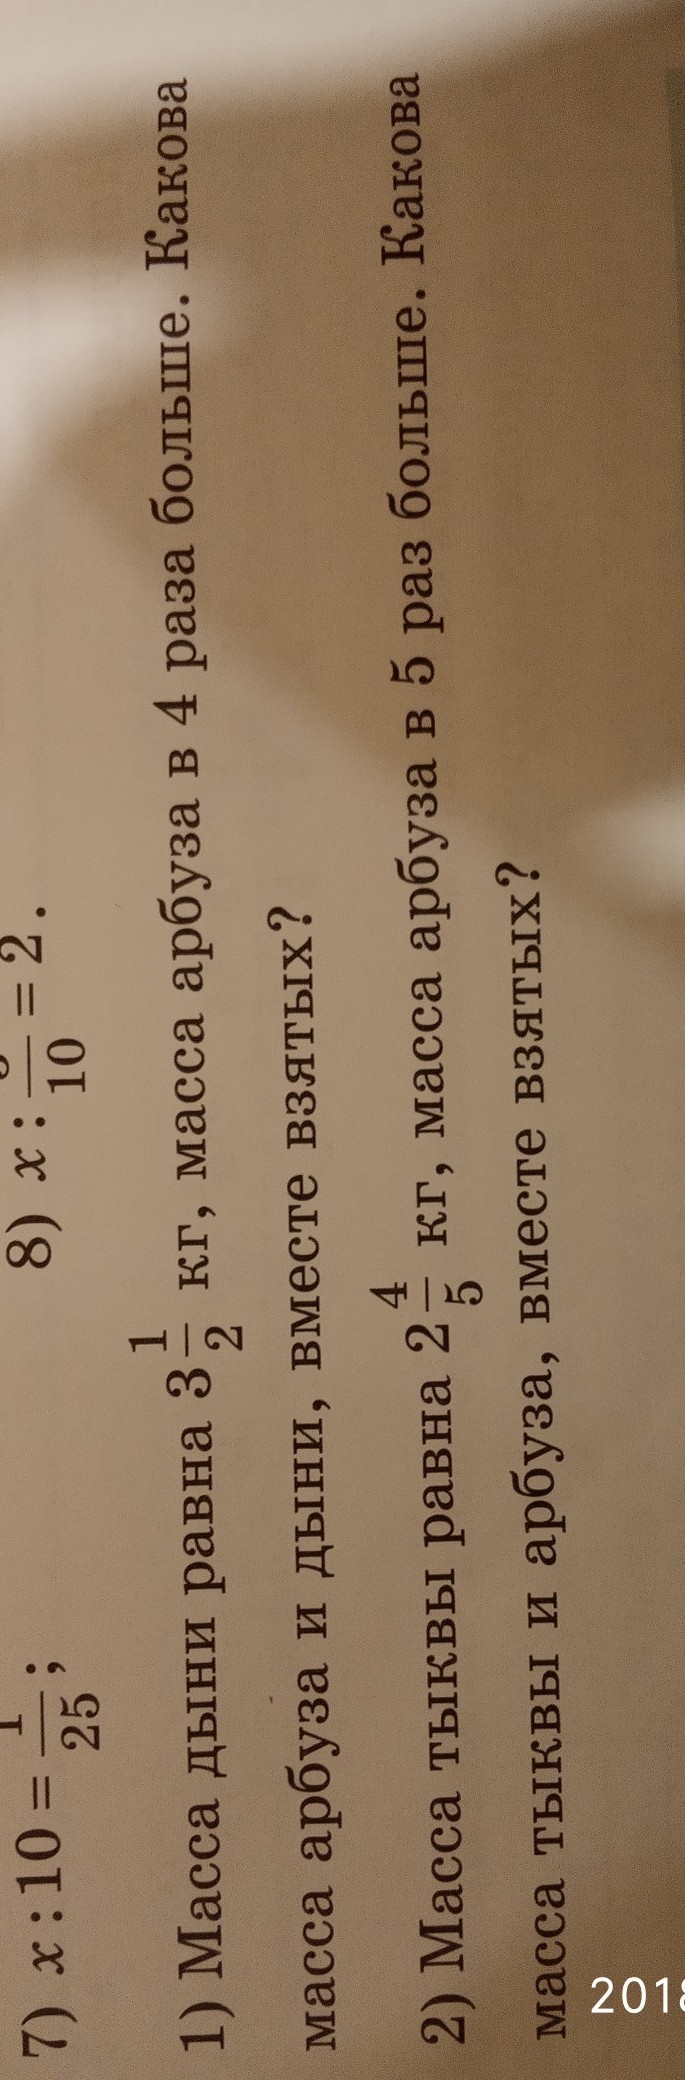 7) x : 10 = 1/25;    8) x : /10 = 2.
1) Масса дыни равна 3 1/2 кг, масса арбуза в 4 раза больше. Какова
масса арбуза и дыни, вместе взятых?
2) Масса тыквы равна 2 4/5 кг, масса арбуза в 5 раз больше. Какова
масса тыквы и арбуза, вместе взятых?
2018